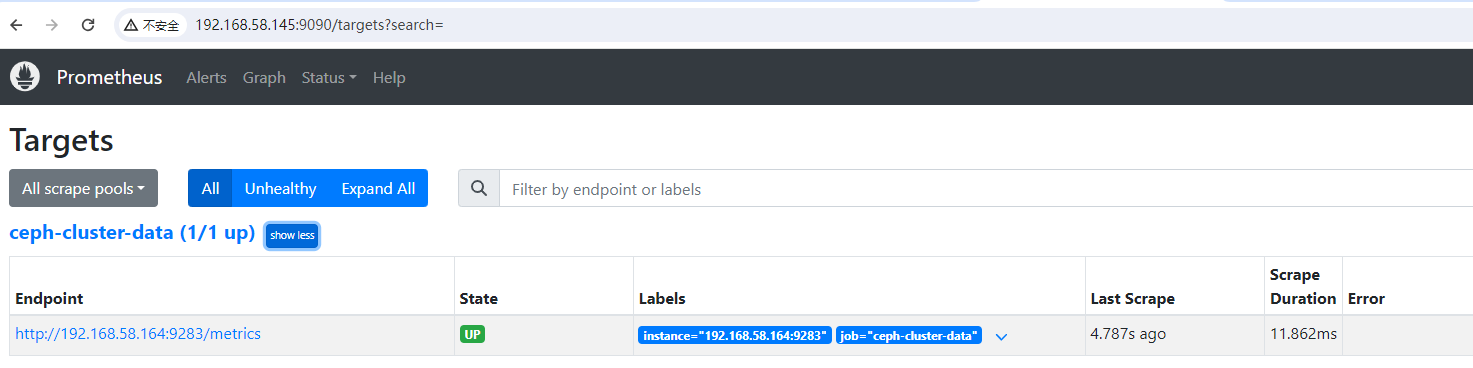 不安全 192.168.58.145:9090/targets?search=
Prometheus Alerts Graph Status Help
Targets
All scrape pools All Unhealthy Expand All Filter by endpoint or labels
ceph-cluster-data (1/1 up) show less
Endpoint State Labels Last Scrape Scrape Duration Error
http://192.168.58.164:9283/metrics UP instance="192.168.58.164:9283" job="ceph-cluster-data" 4.787s ago 11.862ms